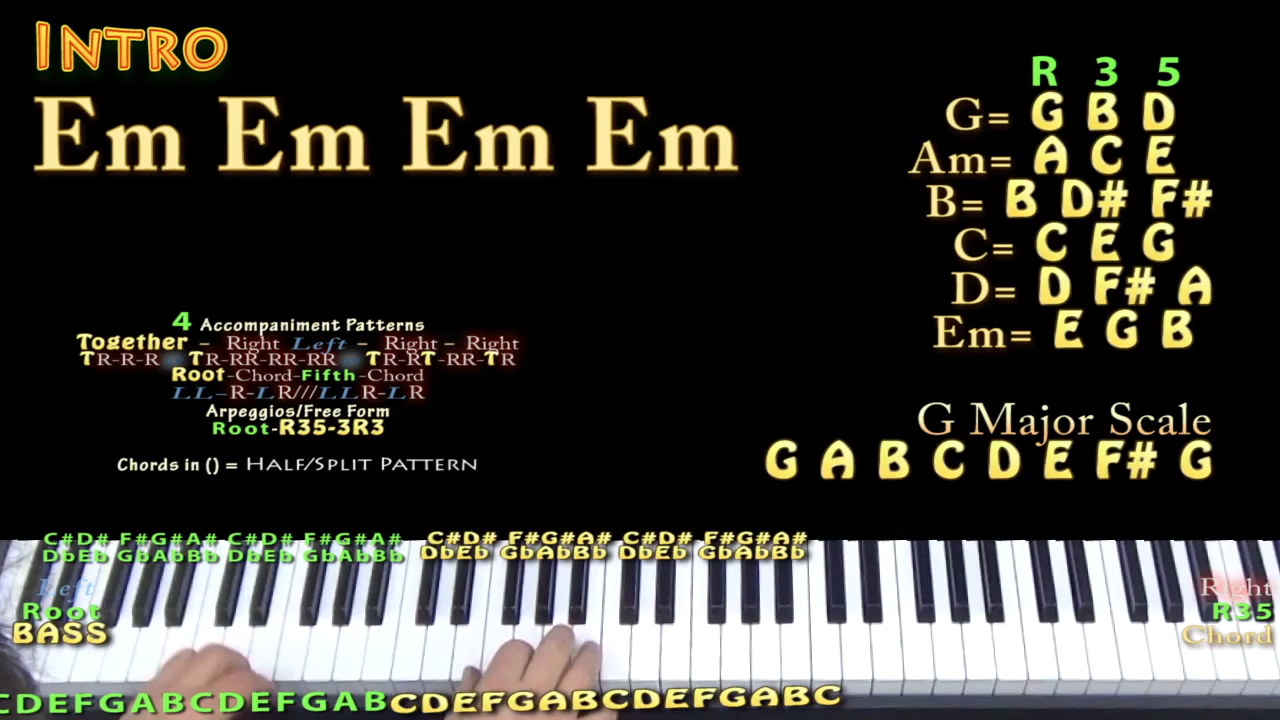 INTRO
Em Em Em Em
R 3 5
G= G B D
Am= A C E
B= B D# F#
C= C E G
D= D F# A
Em= E G B
4 Accompaniment Patterns
Together – Right Left – Right – Right
TR-R-R TR-RR-RR-RR TR-RT-RR-TR
Root-Chord-Fifth-Chord
LL-R-LR///LLR-LR
Arpeggios/Free Form
Root-R35-3R3
Chords in () = HALF/SPLIT PATTERN
G Major Scale
G A B C D E F# G
C#D# F#G#A# C#D# F#G#A# C#D# F#G#A# C#D# F#G#A#
DbEb GbAbBb DbEb GbAbBb DbEb GbAbBb DbEb GbAbBb
Left
Root
BASS
Right
R35
Chord
CDEFGABCDEFGABCDEFGABCDEFGABC